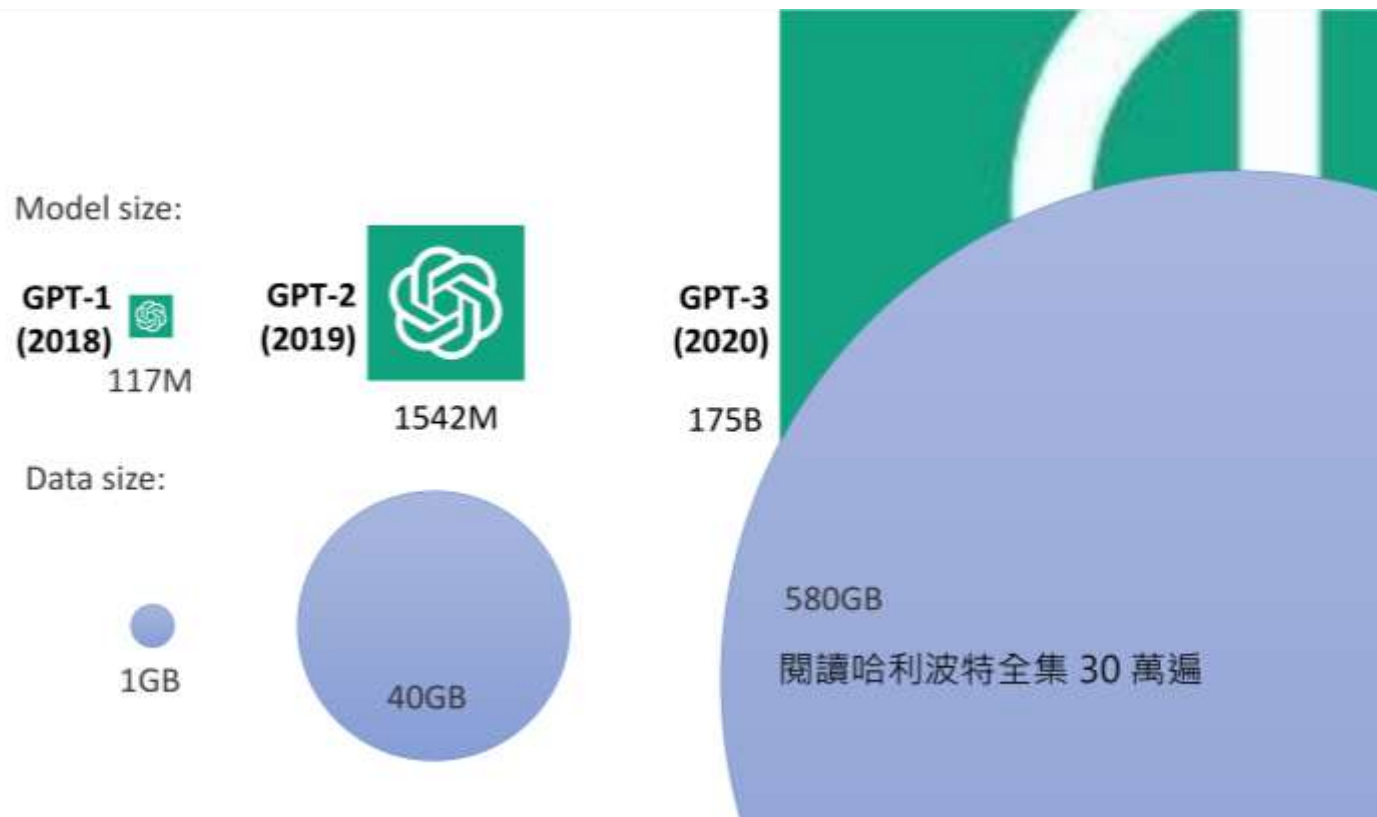 Model size:
GPT-1
(2018)
117M
GPT-2
(2019)
1542M
GPT-3
(2020)
175B
Data size:
1GB
40GB
580GB
閱讀哈利波特全集 30 萬遍